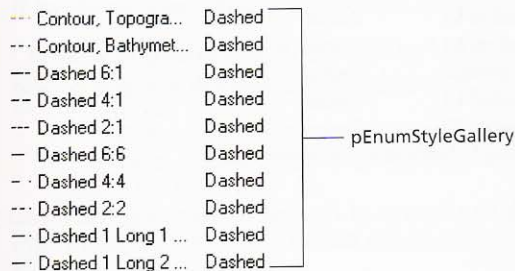 Contour, Topogra... Dashed
Contour, Bathymet... Dashed
Dashed 6:1 Dashed
Dashed 4:1 Dashed
Dashed 2:1 Dashed
Dashed 6:6 Dashed
Dashed 4:4 Dashed
Dashed 2:2 Dashed
Dashed 1 Long 1 ... Dashed
Dashed 1 Long 2 ... Dashed
pEnumStyleGallery